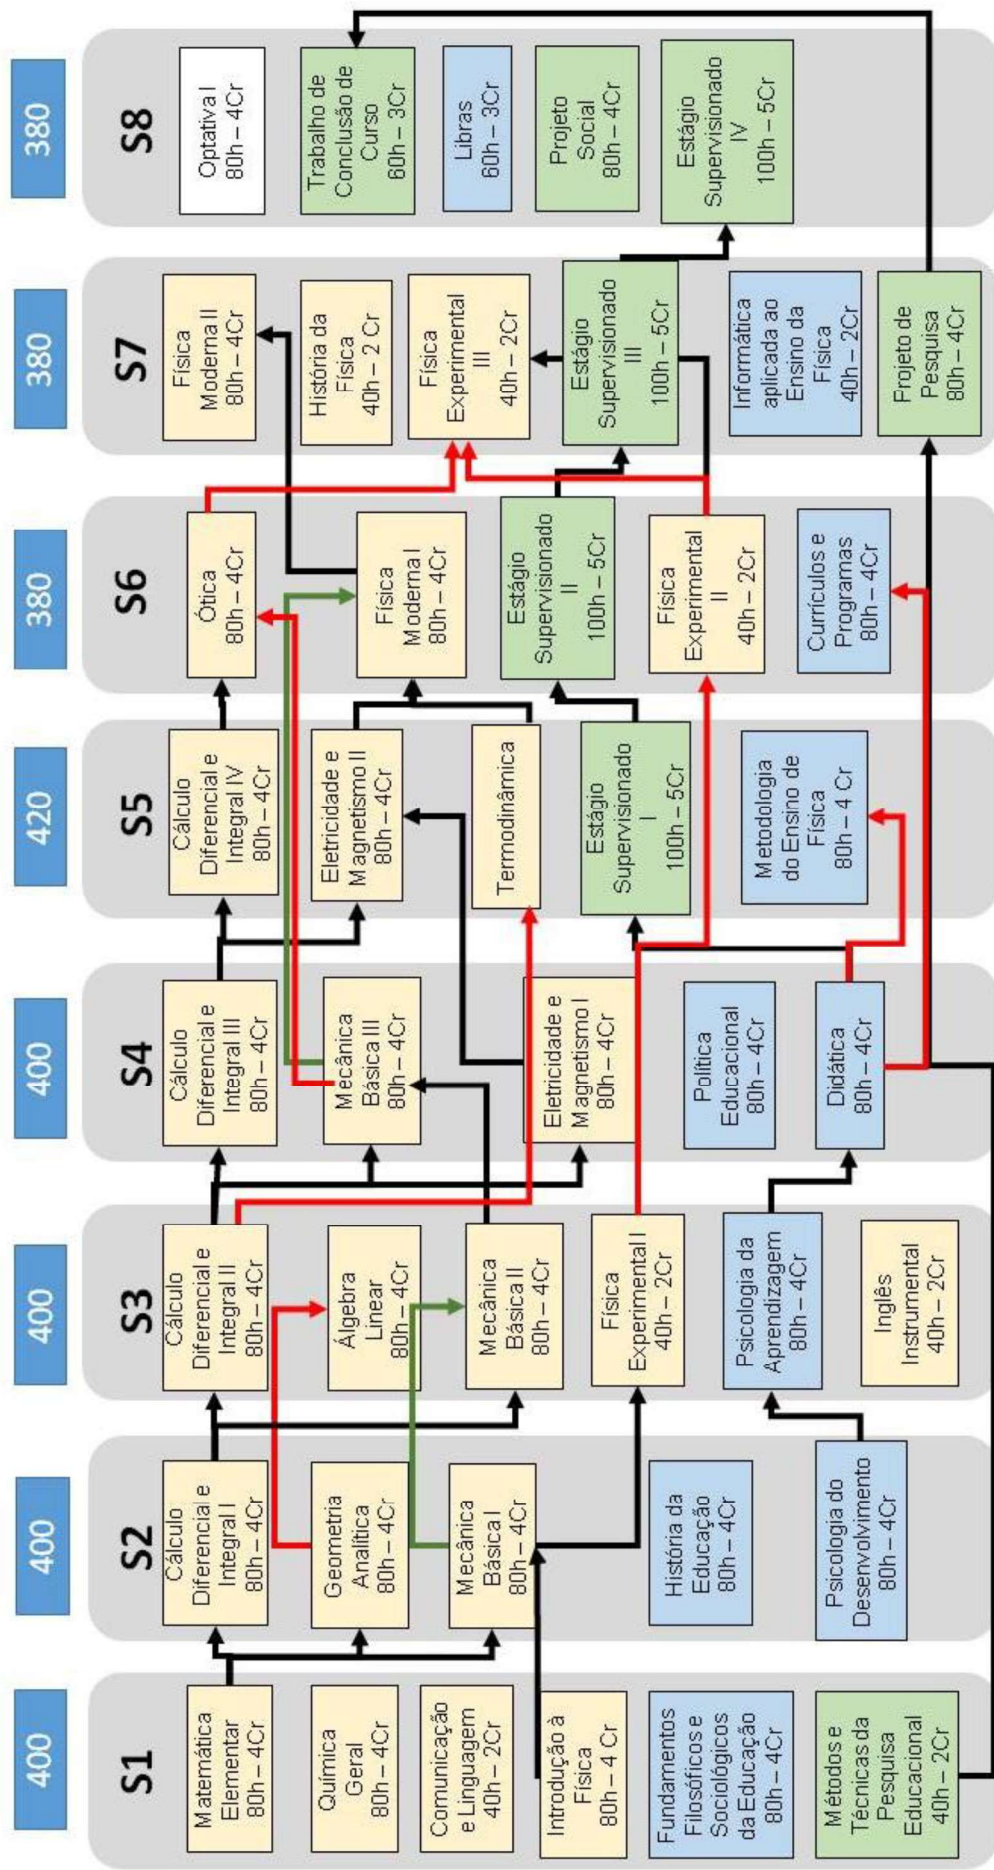 400
400
400
400
420
380
380
380
S1
Matemática
Elementar
80h – 4Cr
Química
Geral
80h – 4Cr
Comunicação
e Linguagem
40h – 2Cr
Introdução à
Física
80h – 4 Cr
Fundamentos
Filosóficos e
Sociológicos
da Educação
80h – 4Cr
Métodos e
Técnicas da
Pesquisa
Educacional
40h – 2Cr
S2
Cálculo
Diferencial e
Integral I
80h – 4Cr
Geometria
Analítica
80h – 4Cr
Mecânica
Básica I
80h – 4Cr
História da
Educação
80h – 4Cr
Psicologia do
Desenvolvimento
80h – 4Cr
S3
Cálculo
Diferencial e
Integral II
80h – 4Cr
Álgebra
Linear
80h – 4Cr
Mecânica
Básica II
80h – 4Cr
Física
Experimental I
40h – 2Cr
Psicologia da
Aprendizagem
80h – 4Cr
Inglês
Instrumental
40h – 2Cr
S4
Cálculo
Diferencial e
Integral III
80h – 4Cr
Mecânica
Básica III
80h – 4Cr
Eletricidade e
Magnetismo I
80h – 4Cr
Política
Educacional
80h – 4Cr
Didática
80h – 4Cr
S5
Cálculo
Diferencial e
Integral IV
80h – 4Cr
Eletricidade e
Magnetismo II
80h – 4Cr
Termodinâmica
Estágio
Supervisionado
I
100h – 5Cr
Metodologia
do Ensino de
Física
80h – 4 Cr
S6
Ótica
80h – 4Cr
Física
Moderna I
80h – 4Cr
Estágio
Supervisionado
II
100h – 5Cr
Física
Experimental
II
40h – 2Cr
Currículos e
Programas
80h – 4Cr
S7
Física
Moderna II
80h – 4Cr
História da
Física
40h – 2 Cr
Física
Experimental
III
40h – 2Cr
Estágio
Supervisionado
III
100h – 5Cr
Informática
aplicada ao
Ensino da
Física
40h – 2Cr
Projeto de
Pesquisa
80h – 4Cr
S8
Optativa I
80h – 4Cr
Trabalho de
Conclusão de
Curso
60h – 3Cr
Libras
60h – 3Cr
Projeto
Social
80h – 4Cr
Estágio
Supervisionado
IV
100h – 5Cr